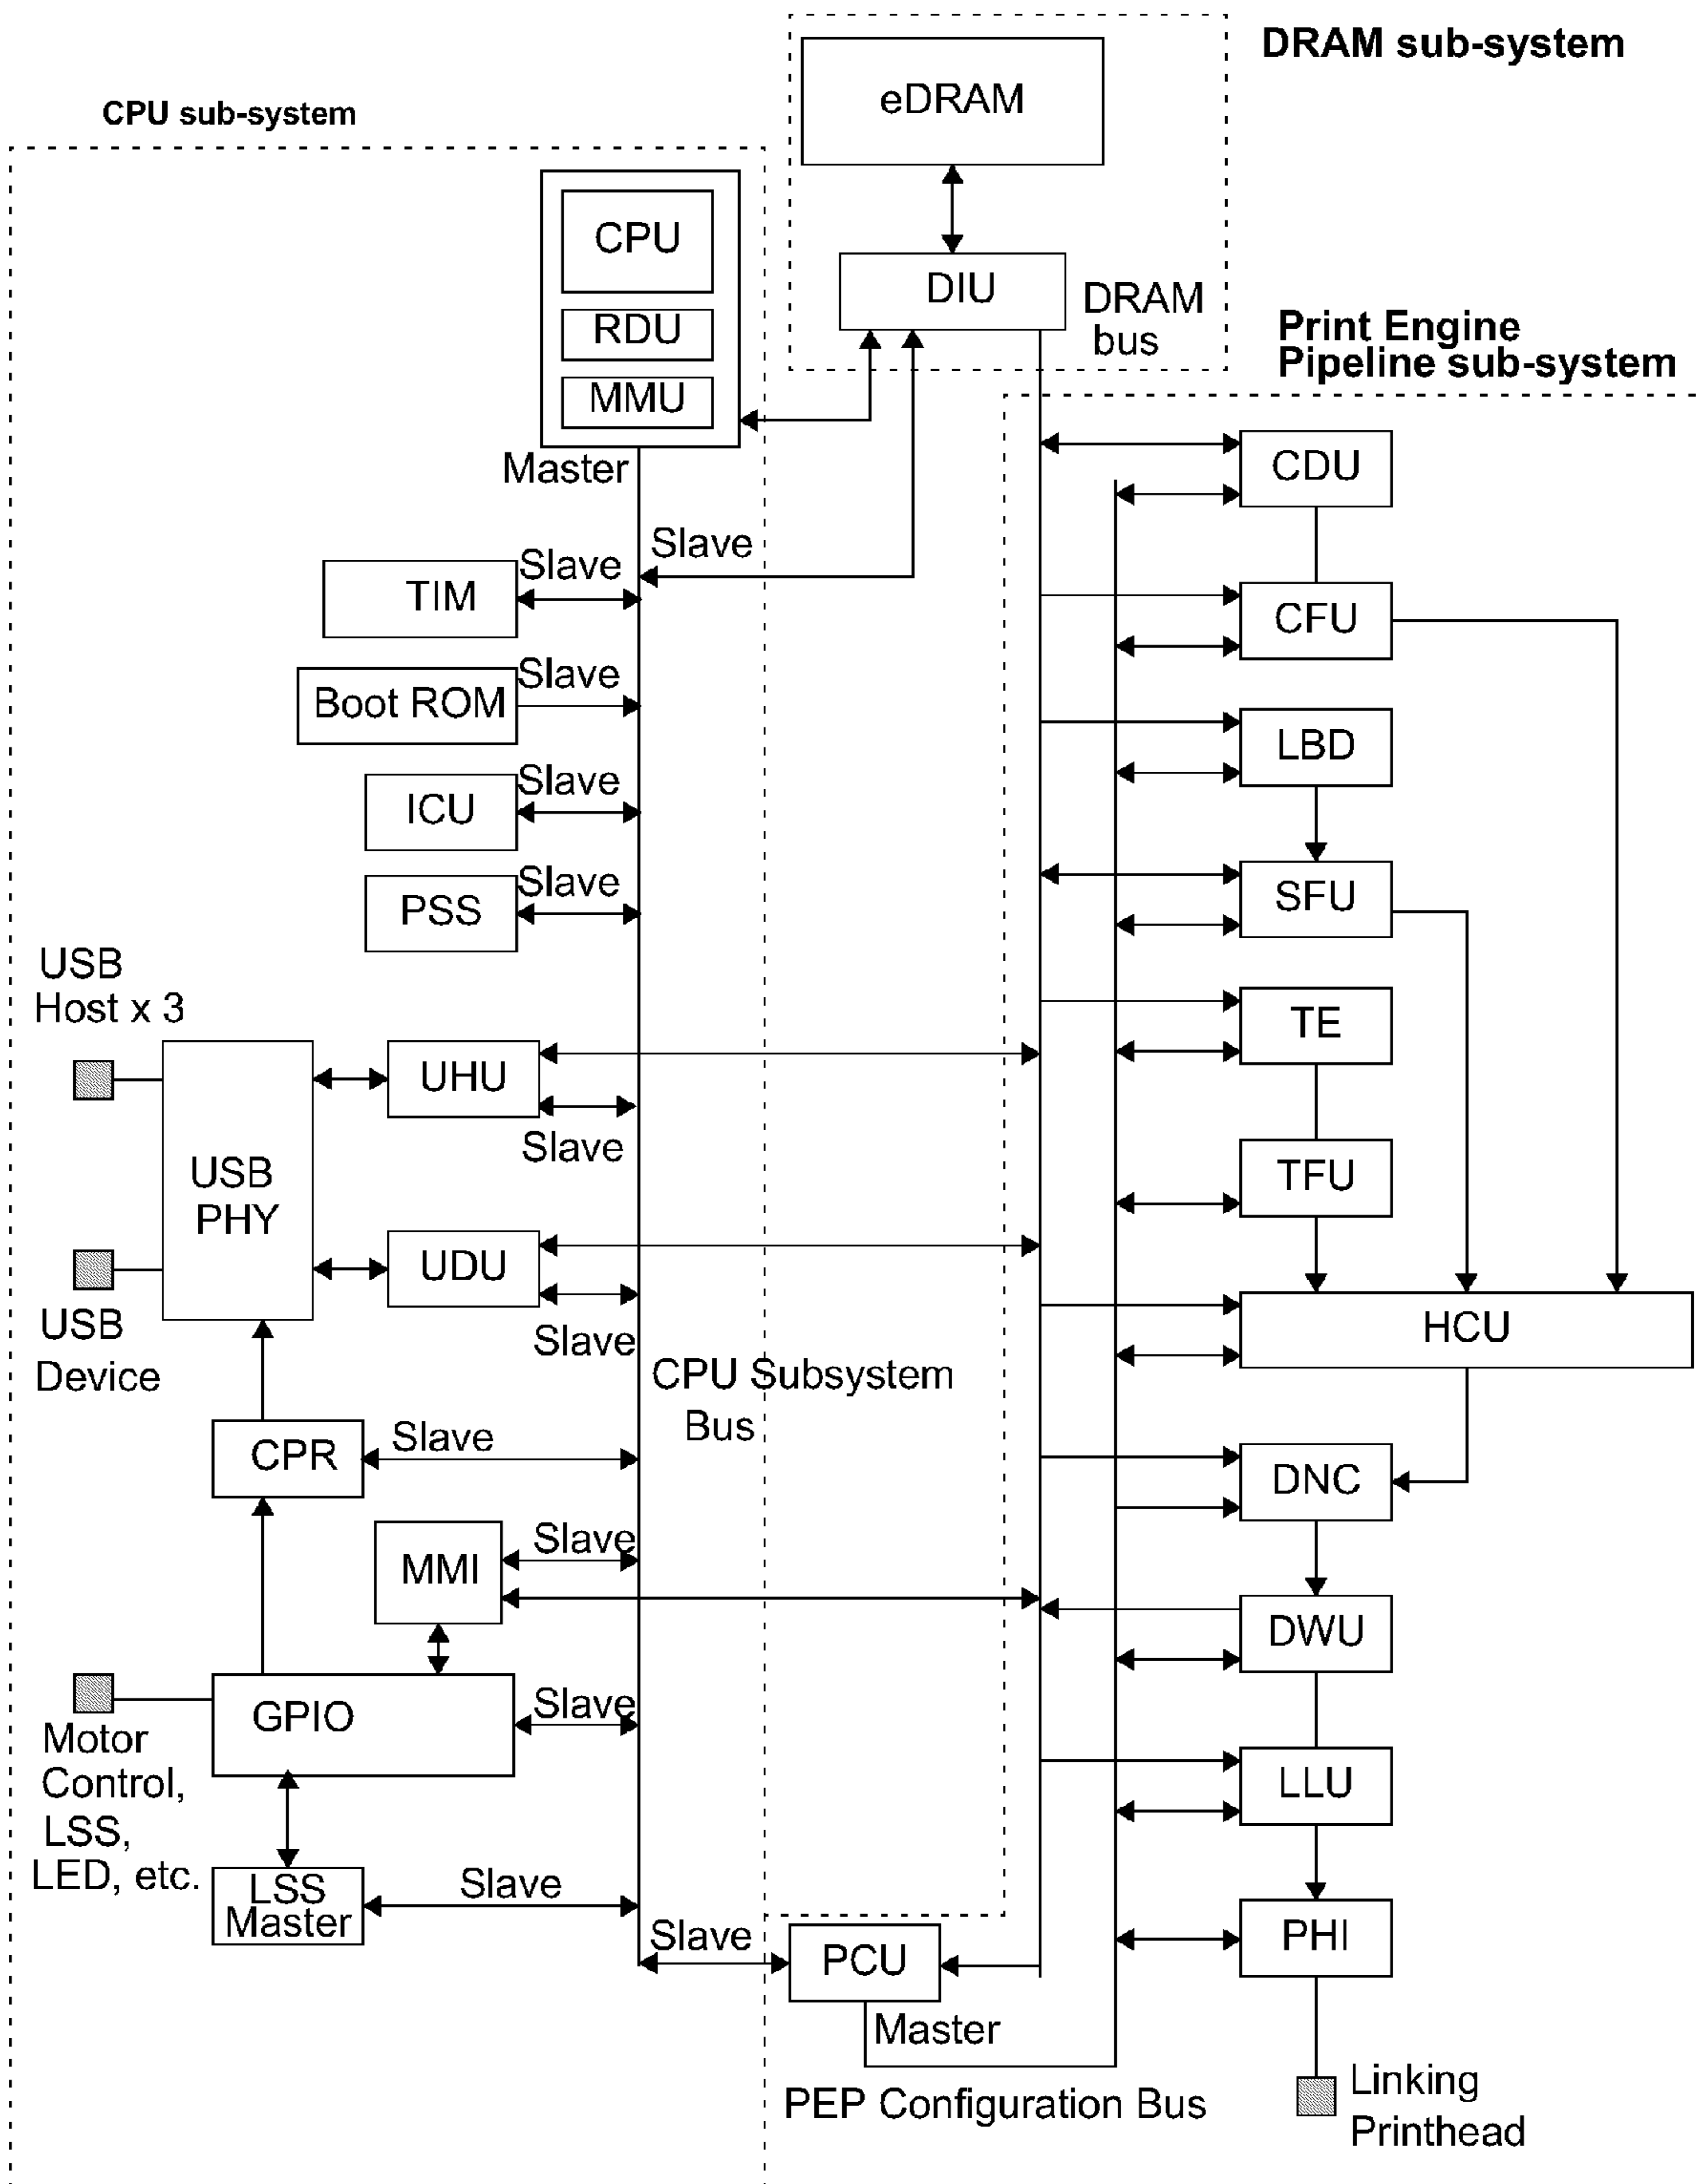 DRAM sub-system
eDRAM
CPU sub-system
CPU
DIU
DRAM
bus
RDU
Print Engine
Pipeline sub-system
MMU
Master
CDU
Slave
Slave
TIM
CFU
Slave
Boot ROM
LBD
Slave
ICU
Slave
PSS
SFU
USB
Host x 3
TE
UHU
Slave
USB
PHY
TFU
UDU
USB
Device
Slave
HCU
CPU Subsystem
Bus
CPR
Slave
DNC
MMI
Slave
DWU
GPIO
Slave
Motor
Control,
LSS,
LED, etc.
LLU
LSS
Master
Slave
Slave
PCU
PHI
Master
PEP Configuration Bus
Linking
Printhead